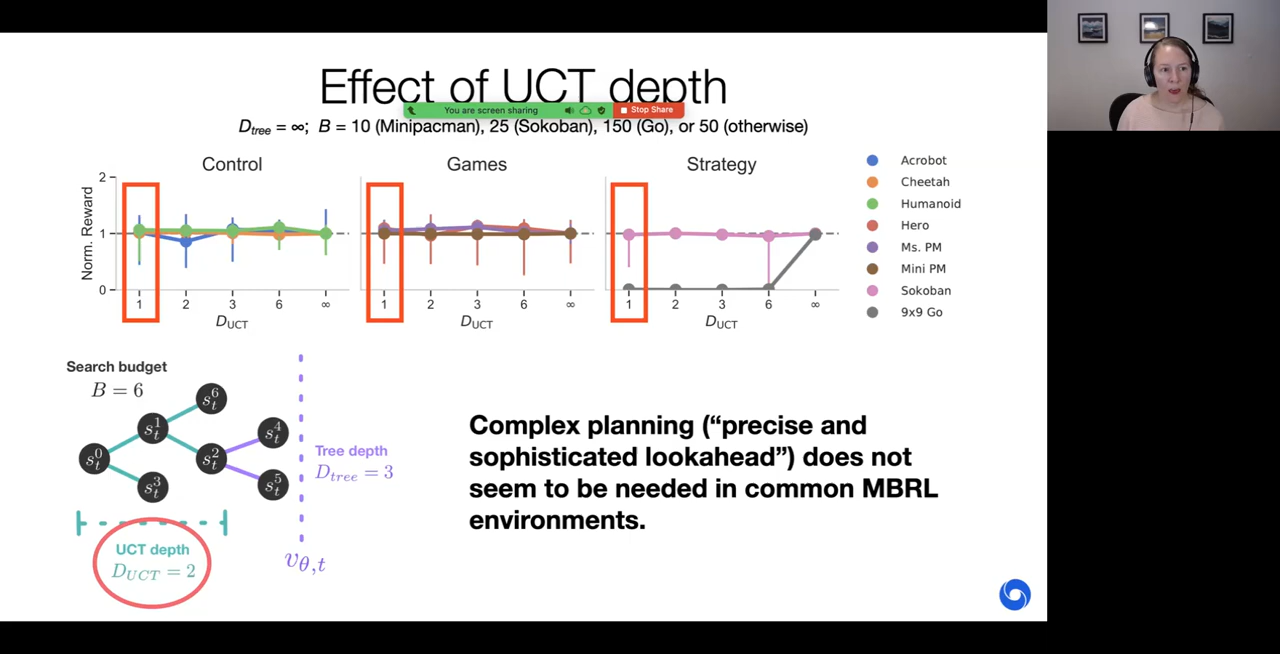 Effect of UCT depth
You are screen sharing
Stop Share
D_tree = ∞; B = 10 (Minipacman), 25 (Sokoban), 150 (Go), or 50 (otherwise)
Control
Games
Strategy
Norm. Reward
2
1
0
1 2 3 6 ∞
D_UCT
1 2 3 6 ∞
D_UCT
1 2 3 6 ∞
D_UCT
Acrobot
Cheetah
Humanoid
Hero
Ms. PM
Mini PM
Sokoban
9x9 Go
Search budget
B = 6
s_t^0
s_t^1
s_t^3
s_t^6
s_t^2
s_t^4
s_t^5
Tree depth
D_tree = 3
UCT depth
D_UCT = 2
v_θ,t
Complex planning (“precise and
sophisticated lookahead”) does not
seem to be needed in common MBRL
environments.